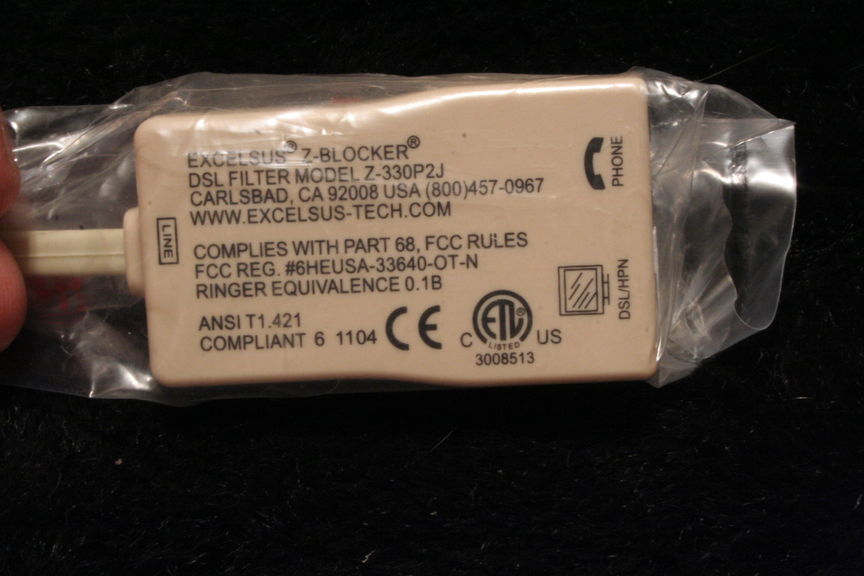 EXCELSUS® Z-BLOCKER®
DSL FILTER MODEL Z-330P2J
CARLSBAD, CA 92008 USA (800)457-0967
WWW.EXCELSUS-TECH.COM
LINE
COMPLIES WITH PART 68, FCC RULES
FCC REG. #6HEUSA-33640-OT-N
RINGER EQUIVALENCE 0.1B
ANSI T1.421
COMPLIANT 6 1104 CE
C ETL US
LISTED
3008513
PHONE
DSL/HPN